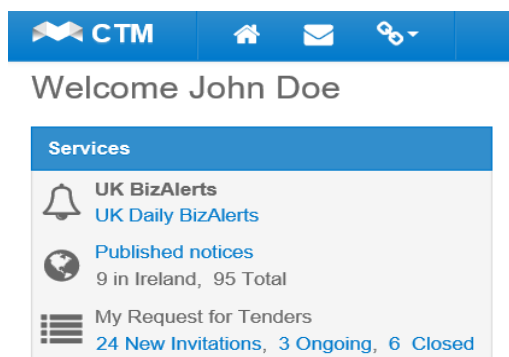 CTM
Welcome John Doe
Services
UK BizAlerts
UK Daily BizAlerts
Published notices
9 in Ireland, 95 Total
My Request for Tenders
24 New Invitations, 3 Ongoing, 6 Closed